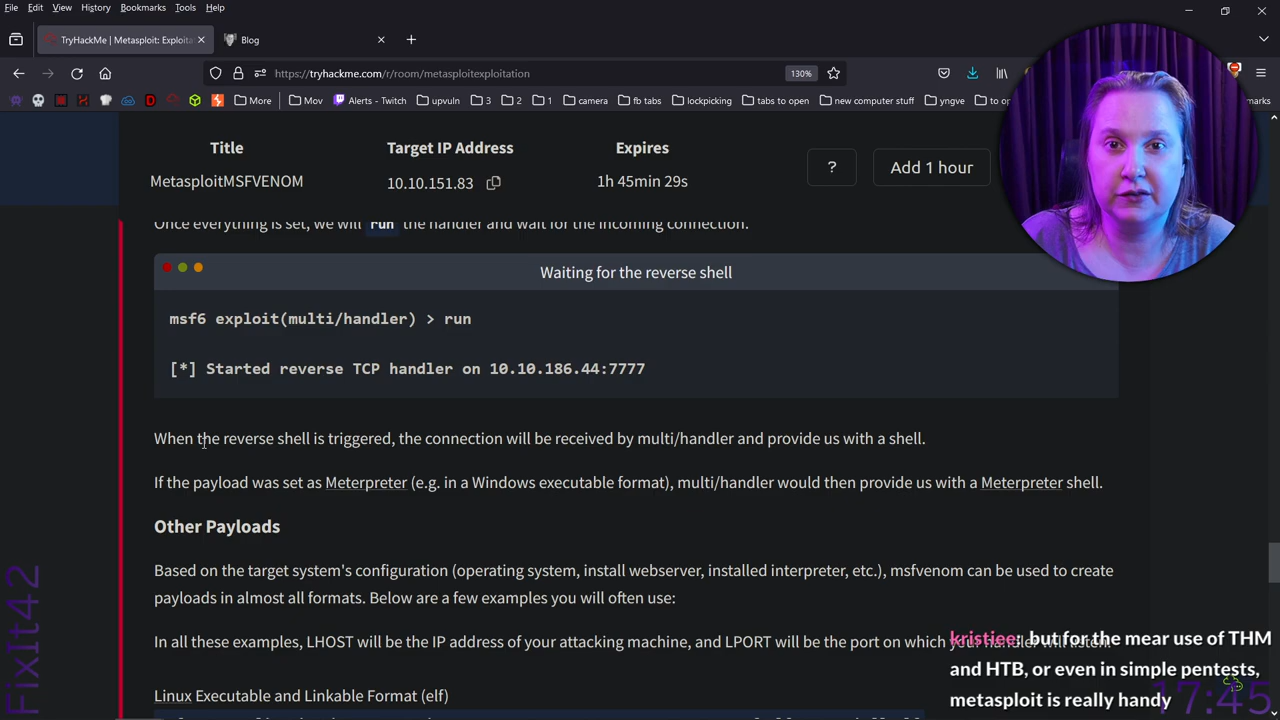 File Edit View History Bookmarks Tools Help
TryHackMe | Metasploit: Exploita
Blog
https://tryhackme.com/r/room/metasploitexploitation
130%
More
Mov
Alerts - Twitch
upvuln
3
2
1
camera
fb tabs
lockpicking
tabs to open
new computer stuff
yngve
Title
Target IP Address
Expires
MetasploitMSFVENOM
10.10.151.83
1h 45min 29s
?
Add 1 hour
Once everything is set, we will run the handler and wait for the incoming connection.
Waiting for the reverse shell
msf6 exploit(multi/handler) > run
[*] Started reverse TCP handler on 10.10.186.44:7777
When the reverse shell is triggered, the connection will be received by multi/handler and provide us with a shell.
If the payload was set as Meterpreter (e.g. in a Windows executable format), multi/handler would then provide us with a Meterpreter shell.
Other Payloads
Based on the target system's configuration (operating system, install webserver, installed interpreter, etc.), msfvenom can be used to create
payloads in almost all formats. Below are a few examples you will often use:
In all these examples, LHOST will be the IP address of your attacking machine, and LPORT will be the port on which
Linux Executable and Linkable Format (elf)
kristiee: but for the mear use of THM
and HTB, or even in simple pentests,
metasploit is really handy
17:45
FixIt42